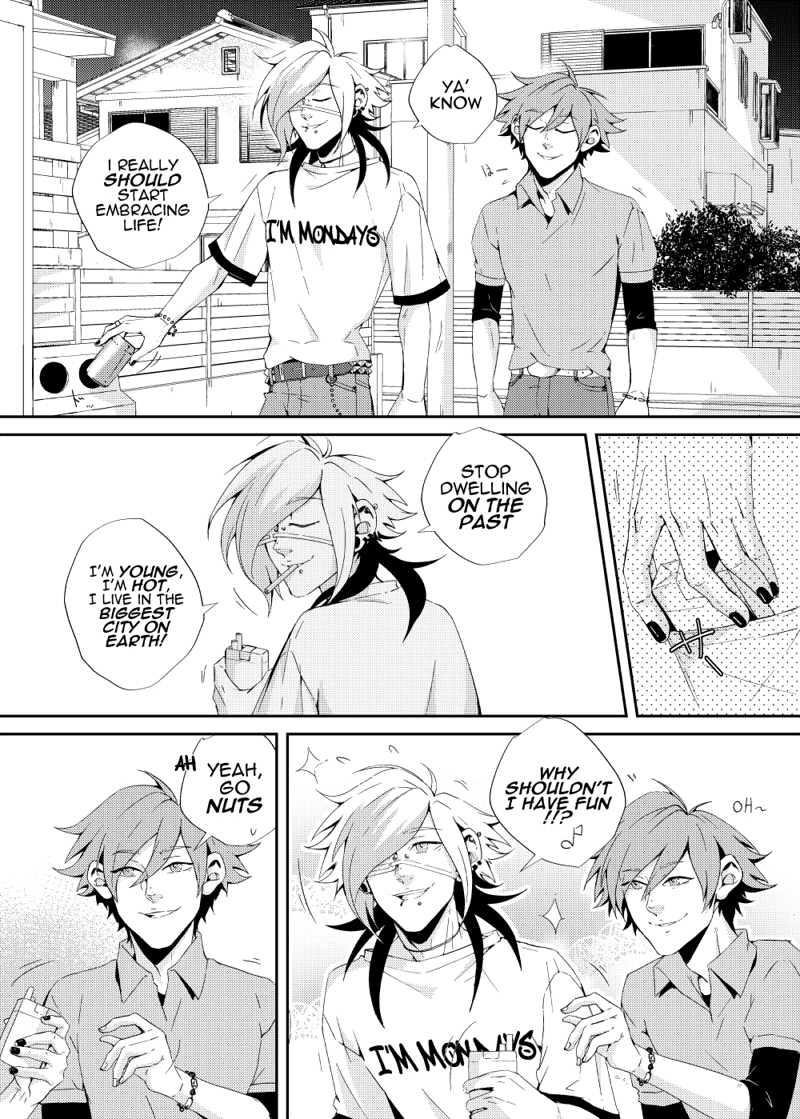 YA'
KNOW
I REALLY
SHOULD
START
EMBRACING
LIFE!
I'M MONDAYS
STOP
DWELLING
ON THE
PAST
I'M YOUNG,
I'M HOT,
I LIVE IN THE
BIGGEST
CITY ON
EARTH!
AH
YEAH,
GO
NUTS
WHY
SHOULDN'T
I HAVE FUN
!!?
OH~
I'M MONDAYS